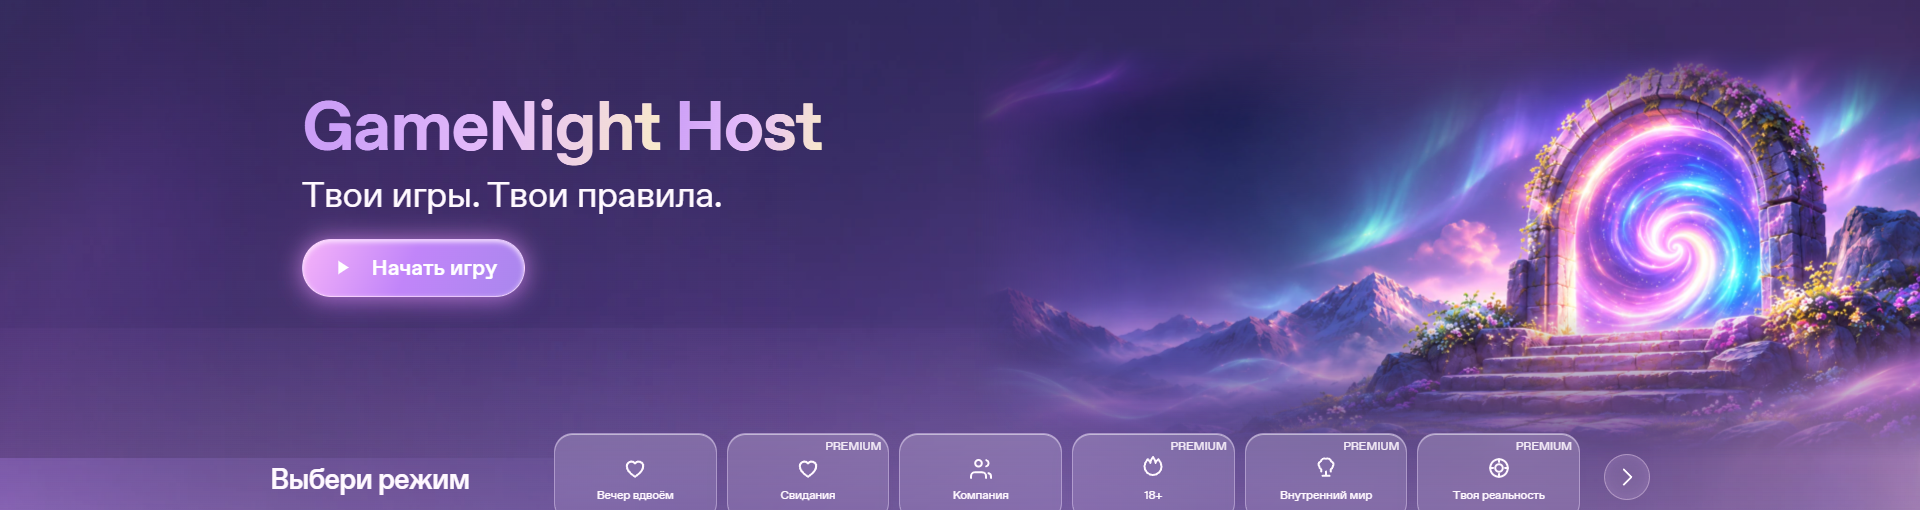 GameNight Host
Твои игры. Твои правила.
Начать игру
Выбери режим
Вечер вдвоём
PREMIUM
Свидания
Компания
PREMIUM
18+
PREMIUM
Внутренний мир
PREMIUM
Твоя реальность